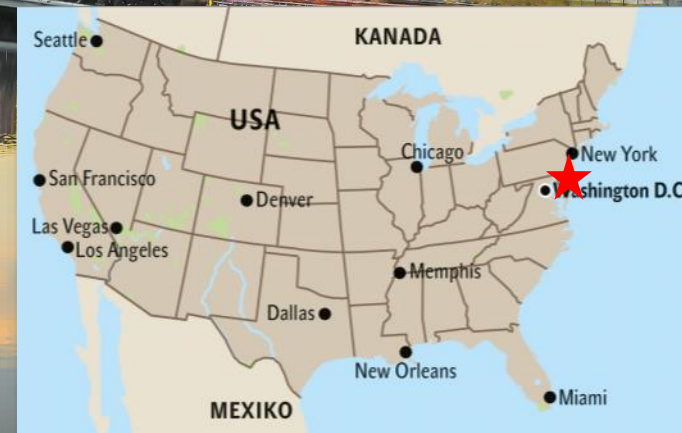 KANADA
Seattle
USA
Chicago
New York
San Francisco
Washington D.C
Denver
Las Vegas
Los Angeles
Memphis
Dallas
New Orleans
Miami
MEXIKO